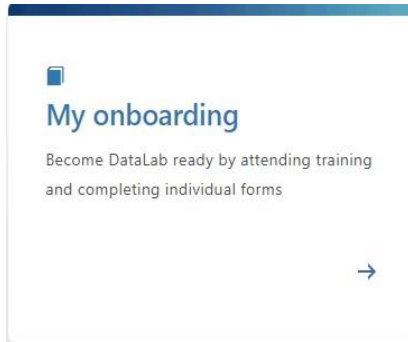 My onboarding
Become DataLab ready by attending training
and completing individual forms